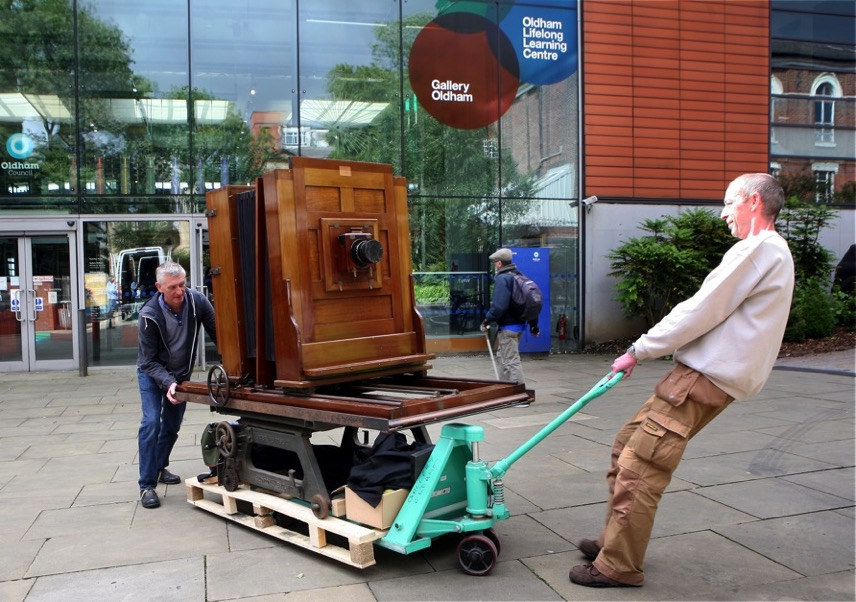 Oldham
Lifelong
Learning
Centre
Gallery
Oldham
Oldham
Council